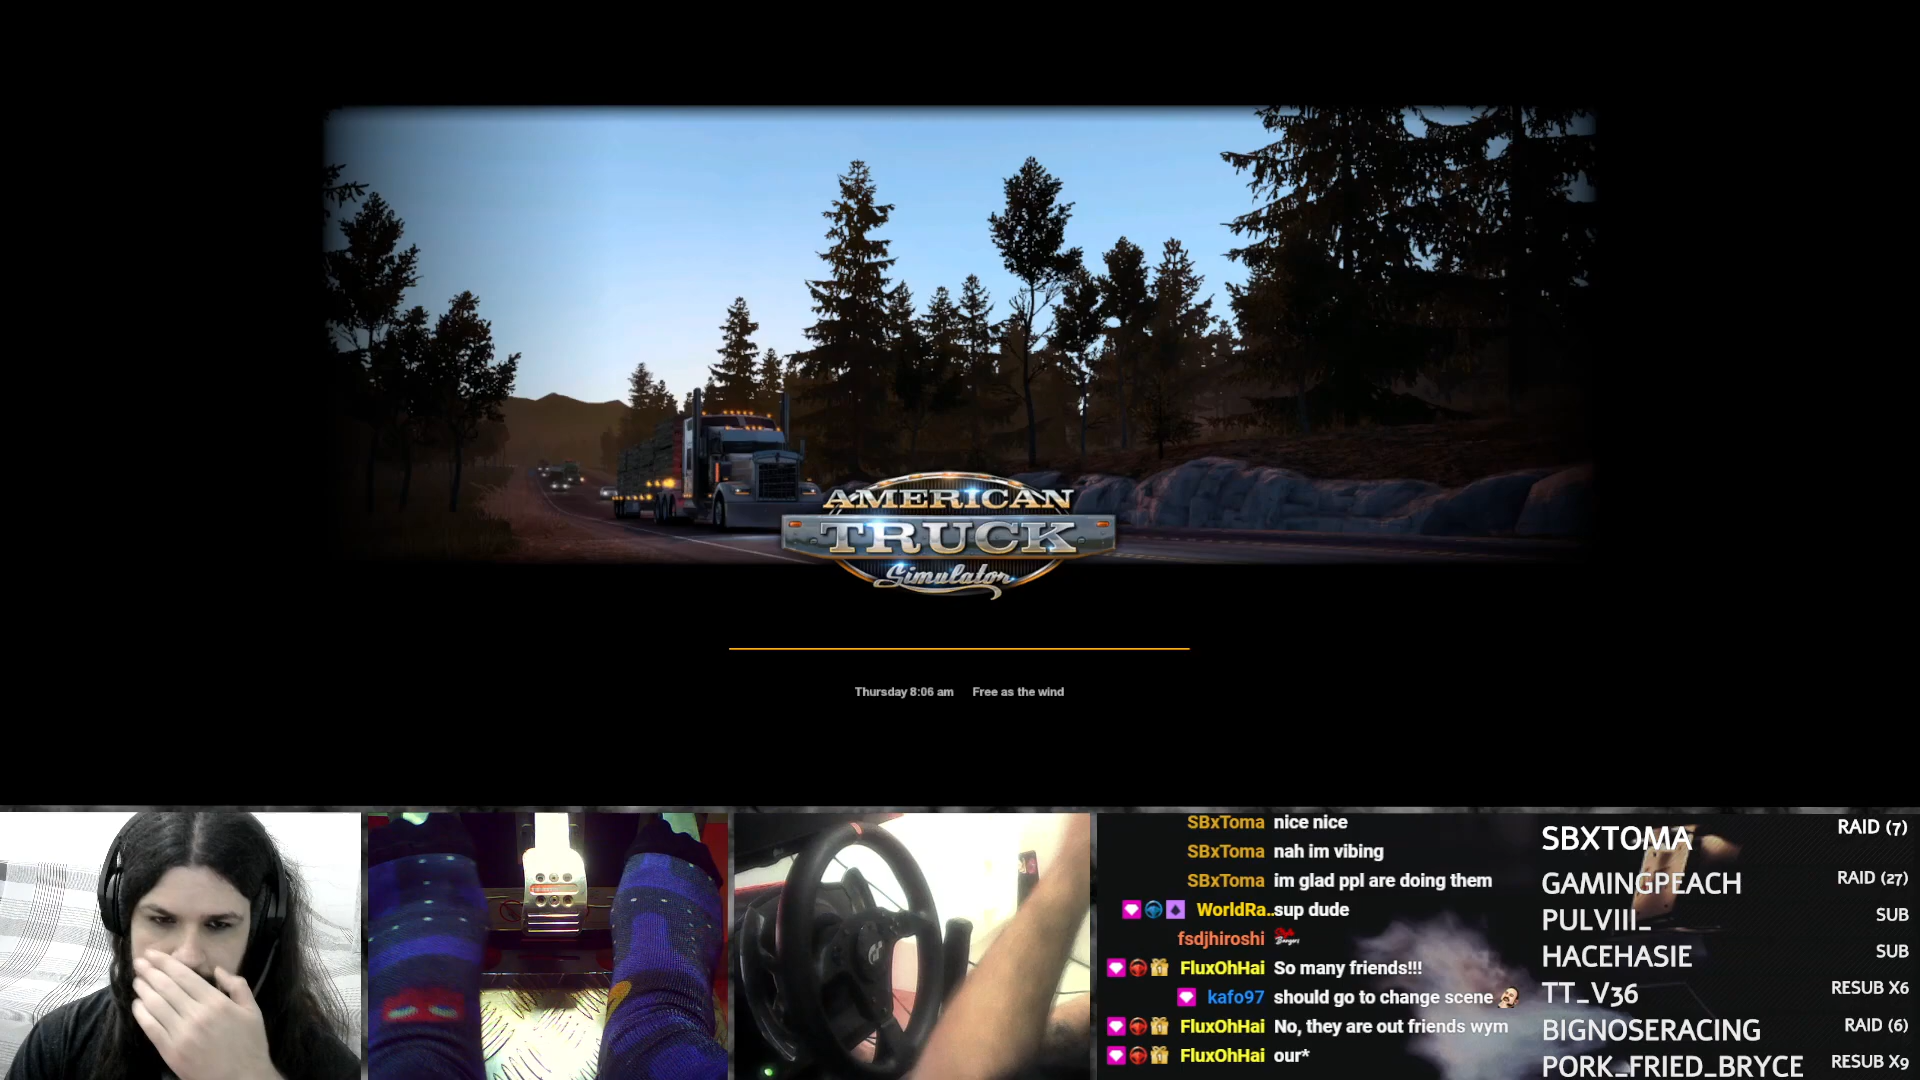 AMERICAN
TRUCK
Simulator
Thursday 8:06 am Free as the wind
SBxToma nice nice
SBxToma nah im vibing
SBxToma im glad ppl are doing them
WorldRa.. sup dude
fsdjhiroshi
FluxOhHai So many friends!!!
kafo97 should go to change scene
FluxOhHai No, they are out friends wym
FluxOhHai our*
SBXTOMA RAID (7)
GAMINGPEACH RAID (27)
PULVIII_ SUB
HACEHASIE SUB
TT_V36 RESUB X6
BIGNOSERACING RAID (6)
PORK_FRIED_BRYCE RESUB X9